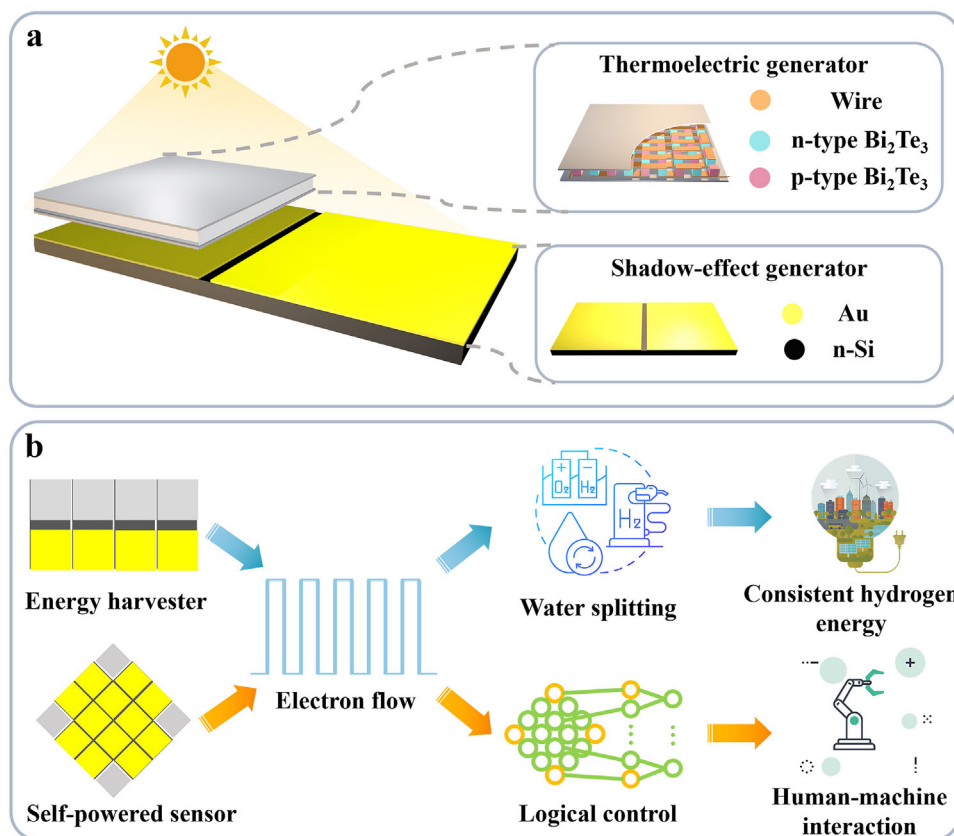 a
Thermoelectric generator
Wire
n-type Bi₂Te₃
p-type Bi₂Te₃
Shadow-effect generator
Au
n-Si
b
Energy harvester
Self-powered sensor
Electron flow
+ −
O₂ H₂
H₂
Water splitting
Consistent hydrogen
energy
Logical control
Human-machine
interaction